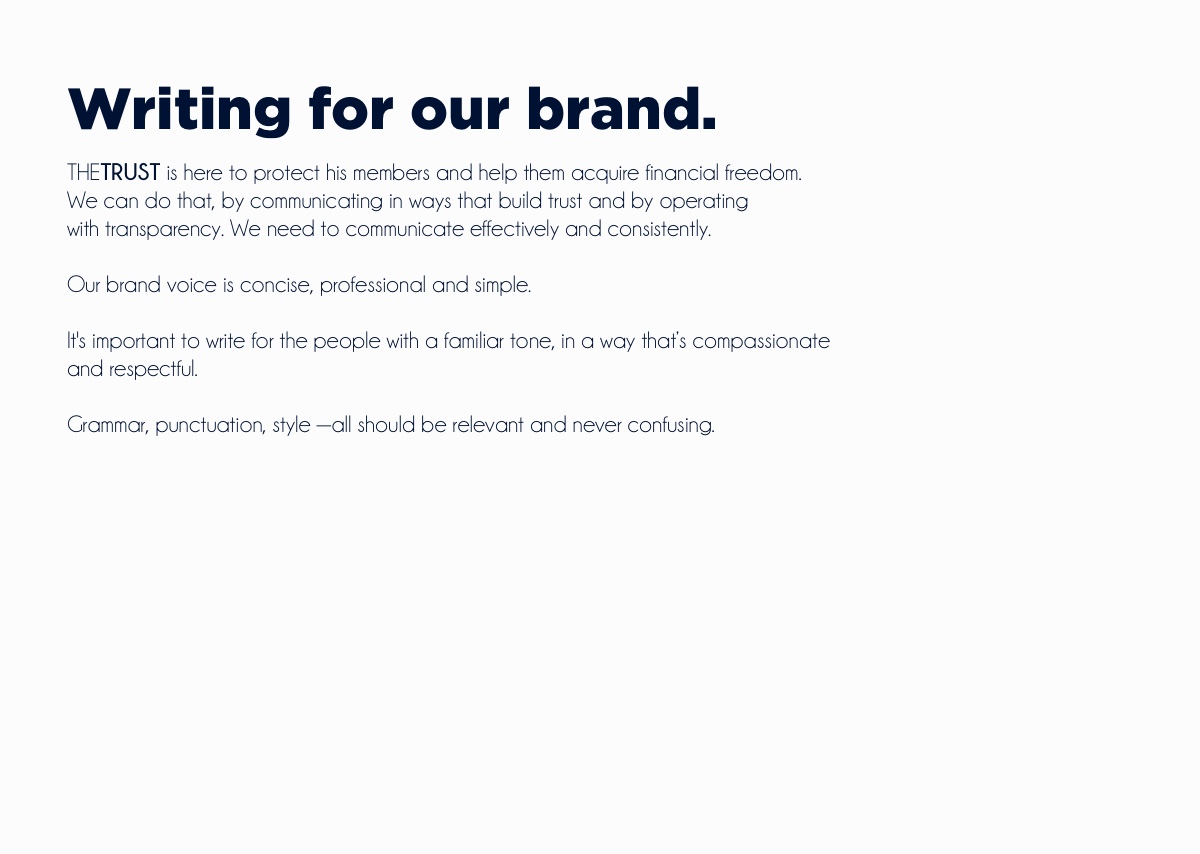 Writing for our brand.
THETRUST is here to protect his members and help them acquire financial freedom.
We can do that, by communicating in ways that build trust and by operating
with transparency. We need to communicate effectively and consistently.
Our brand voice is concise, professional and simple.
It's important to write for the people with a familiar tone, in a way that’s compassionate
and respectful.
Grammar, punctuation, style —all should be relevant and never confusing.